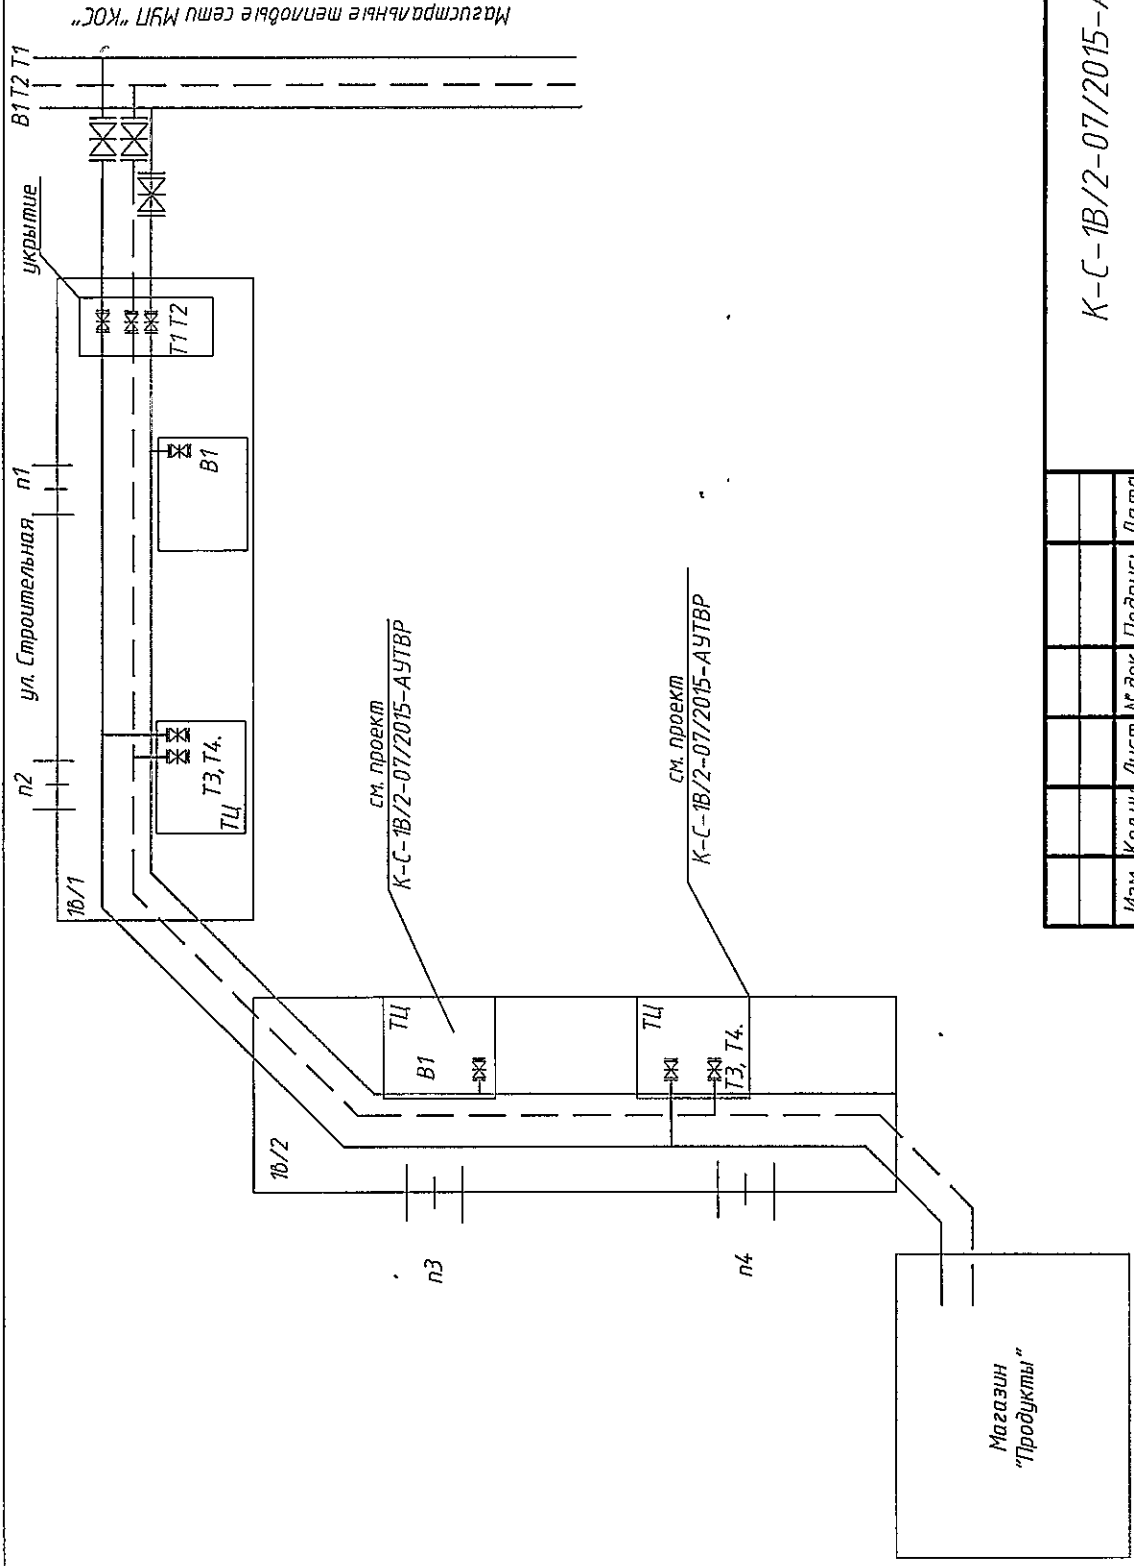 Магистральные тепловые сети МУП "КОС"
В1 Т2 Т1
укрытие
Т1 Т2
п1
ул. Строительная
п2
В1
Т3, Т4.
ТЦ
1в/1
см. проект
К-С-1В/2-07/2015-АУТВР
см. проект
К-С-1В/2-07/2015-АУТВР
ТЦ
В1
ТЦ
Т3, Т4.
1в/2
п3
п4
Магазин
"Продукты"
К-С-1В/2-07/2015-
Изм. Кол.уч Лист № док. Подпись Дата